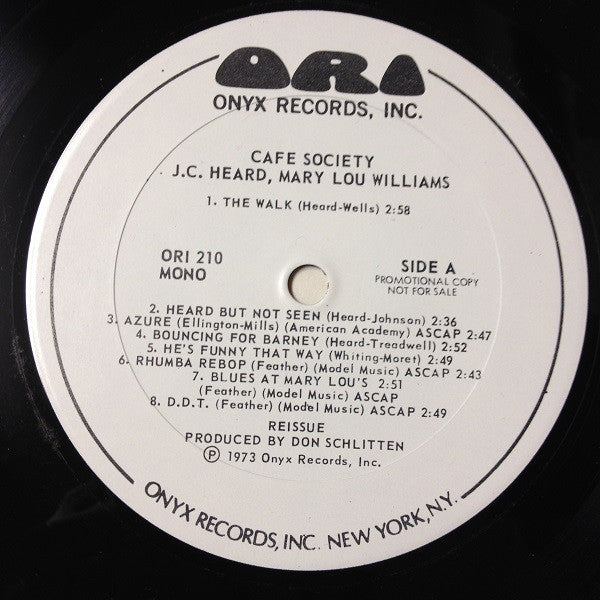 ORI
ONYX RECORDS, INC.
CAFE SOCIETY
J.C. HEARD, MARY LOU WILLIAMS
1. THE WALK (Heard-Wells) 2:58
ORI 210
MONO
SIDE A
PROMOTIONAL COPY
NOT FOR SALE
2. HEARD BUT NOT SEEN (Heard-Johnson) 2:36
3. AZURE (Ellington-Mills) (American Academy) ASCAP 2:47
4. BOUNCING FOR BARNEY (Heard-Treadwell) 2:52
5. HE'S FUNNY THAT WAY (Whiting-Moret) 2:49
6. RHUMBA REBOP (Feather) (Model Music) ASCAP 2:43
7. BLUES AT MARY LOU'S 2:51
(Feather) (Model Music) ASCAP
8. D.D.T. (Feather) (Model Music) ASCAP 2:49
REISSUE
PRODUCED BY DON SCHLITTEN
Ⓟ 1973 Onyx Records, Inc.
ONYX RECORDS, INC. NEW YORK, N.Y.